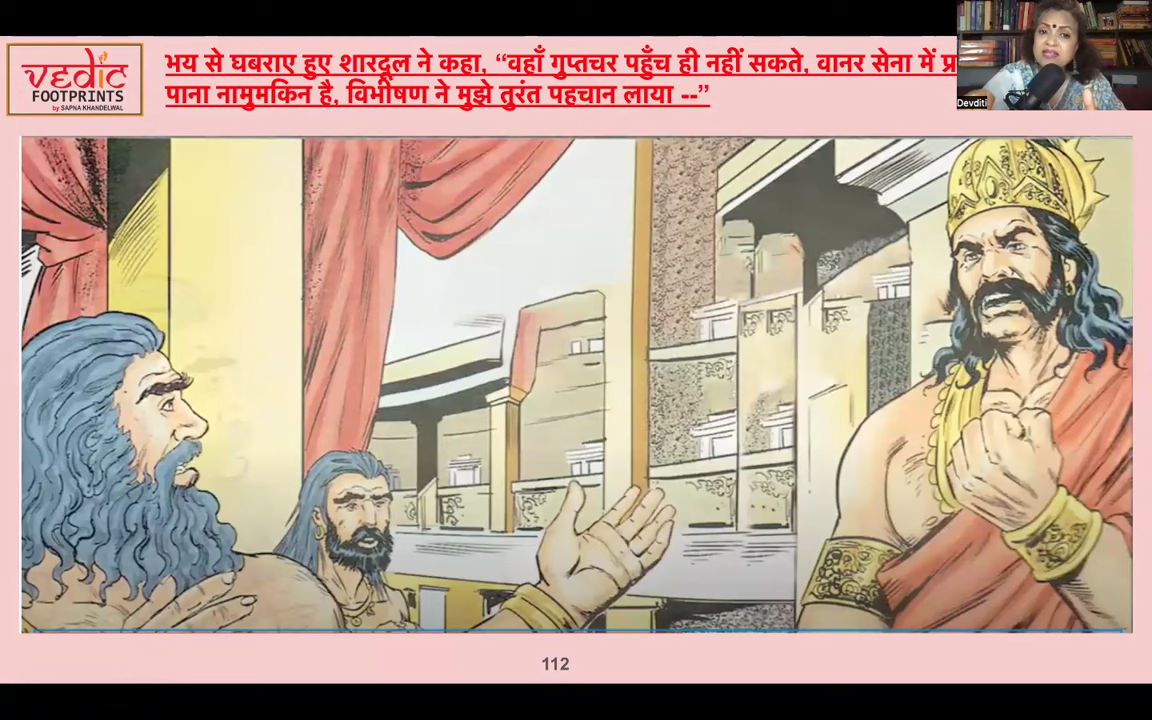 vedic
FOOTPRINTS
by SAPNA KHANDELWAL
भय से घबराए हुए शारदूल ने कहा, “वहाँ गुप्तचर पहुँच ही नहीं सकते, वानर सेना में
पाना नामुमकिन है, विभीषण ने मुझे तुरंत पहचान लाया --”
Devditi
112